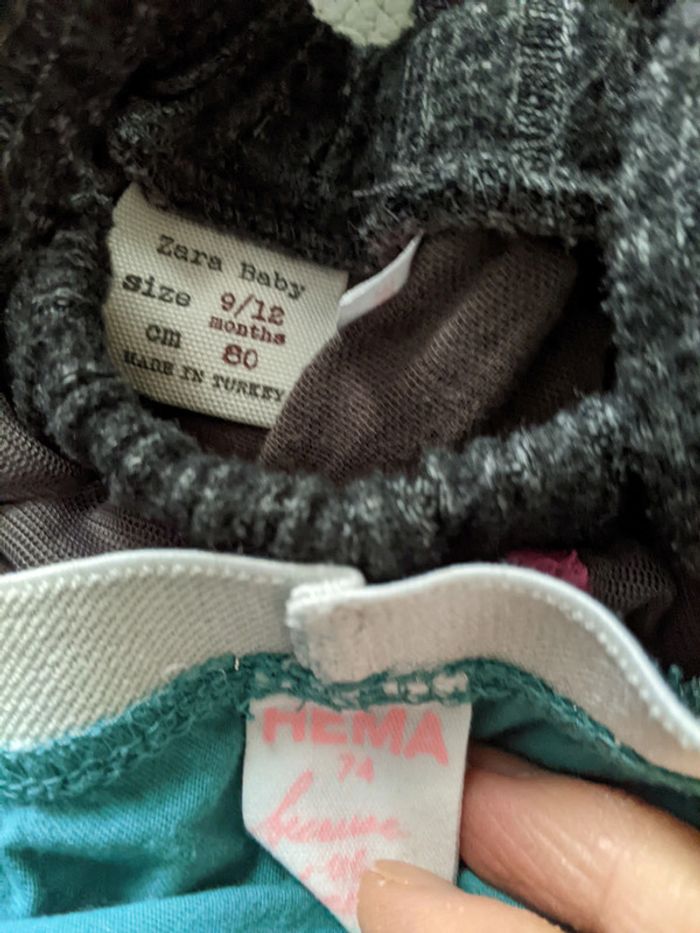 Zara Baby
size 9/12
months
cm 80
MADE IN TURKEY
HEMA
74